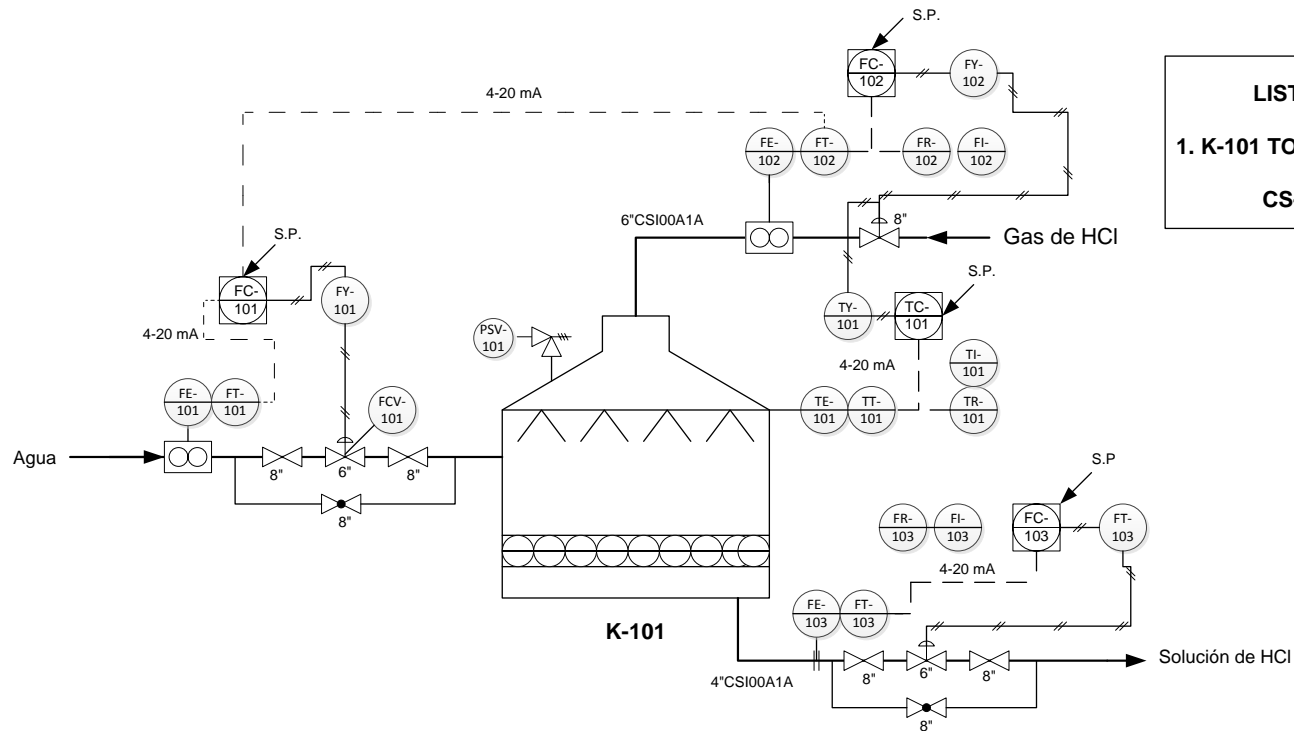 S.P.
FC-
102
FY-
102
4-20 mA
FE-
102
FT-
102
FR-
102
FI-
102
LIST
1. K-101 TO
CS-
6"CSI00A1A
8"
Gas de HCl
S.P.
S.P.
FC-
101
FY-
101
4-20 mA
TY-
101
TC-
101
4-20 mA
PSV-
101
TI-
101
FE-
101
FT-
101
FCV-
101
TE-
101
TT-
101
TR-
101
Agua
8"
6"
8"
8"
S.P
FR-
103
FI-
103
FC-
103
FT-
103
4-20 mA
FE-
103
FT-
103
K-101
4"CSI00A1A
8"
6"
8"
Solución de HCl
8"